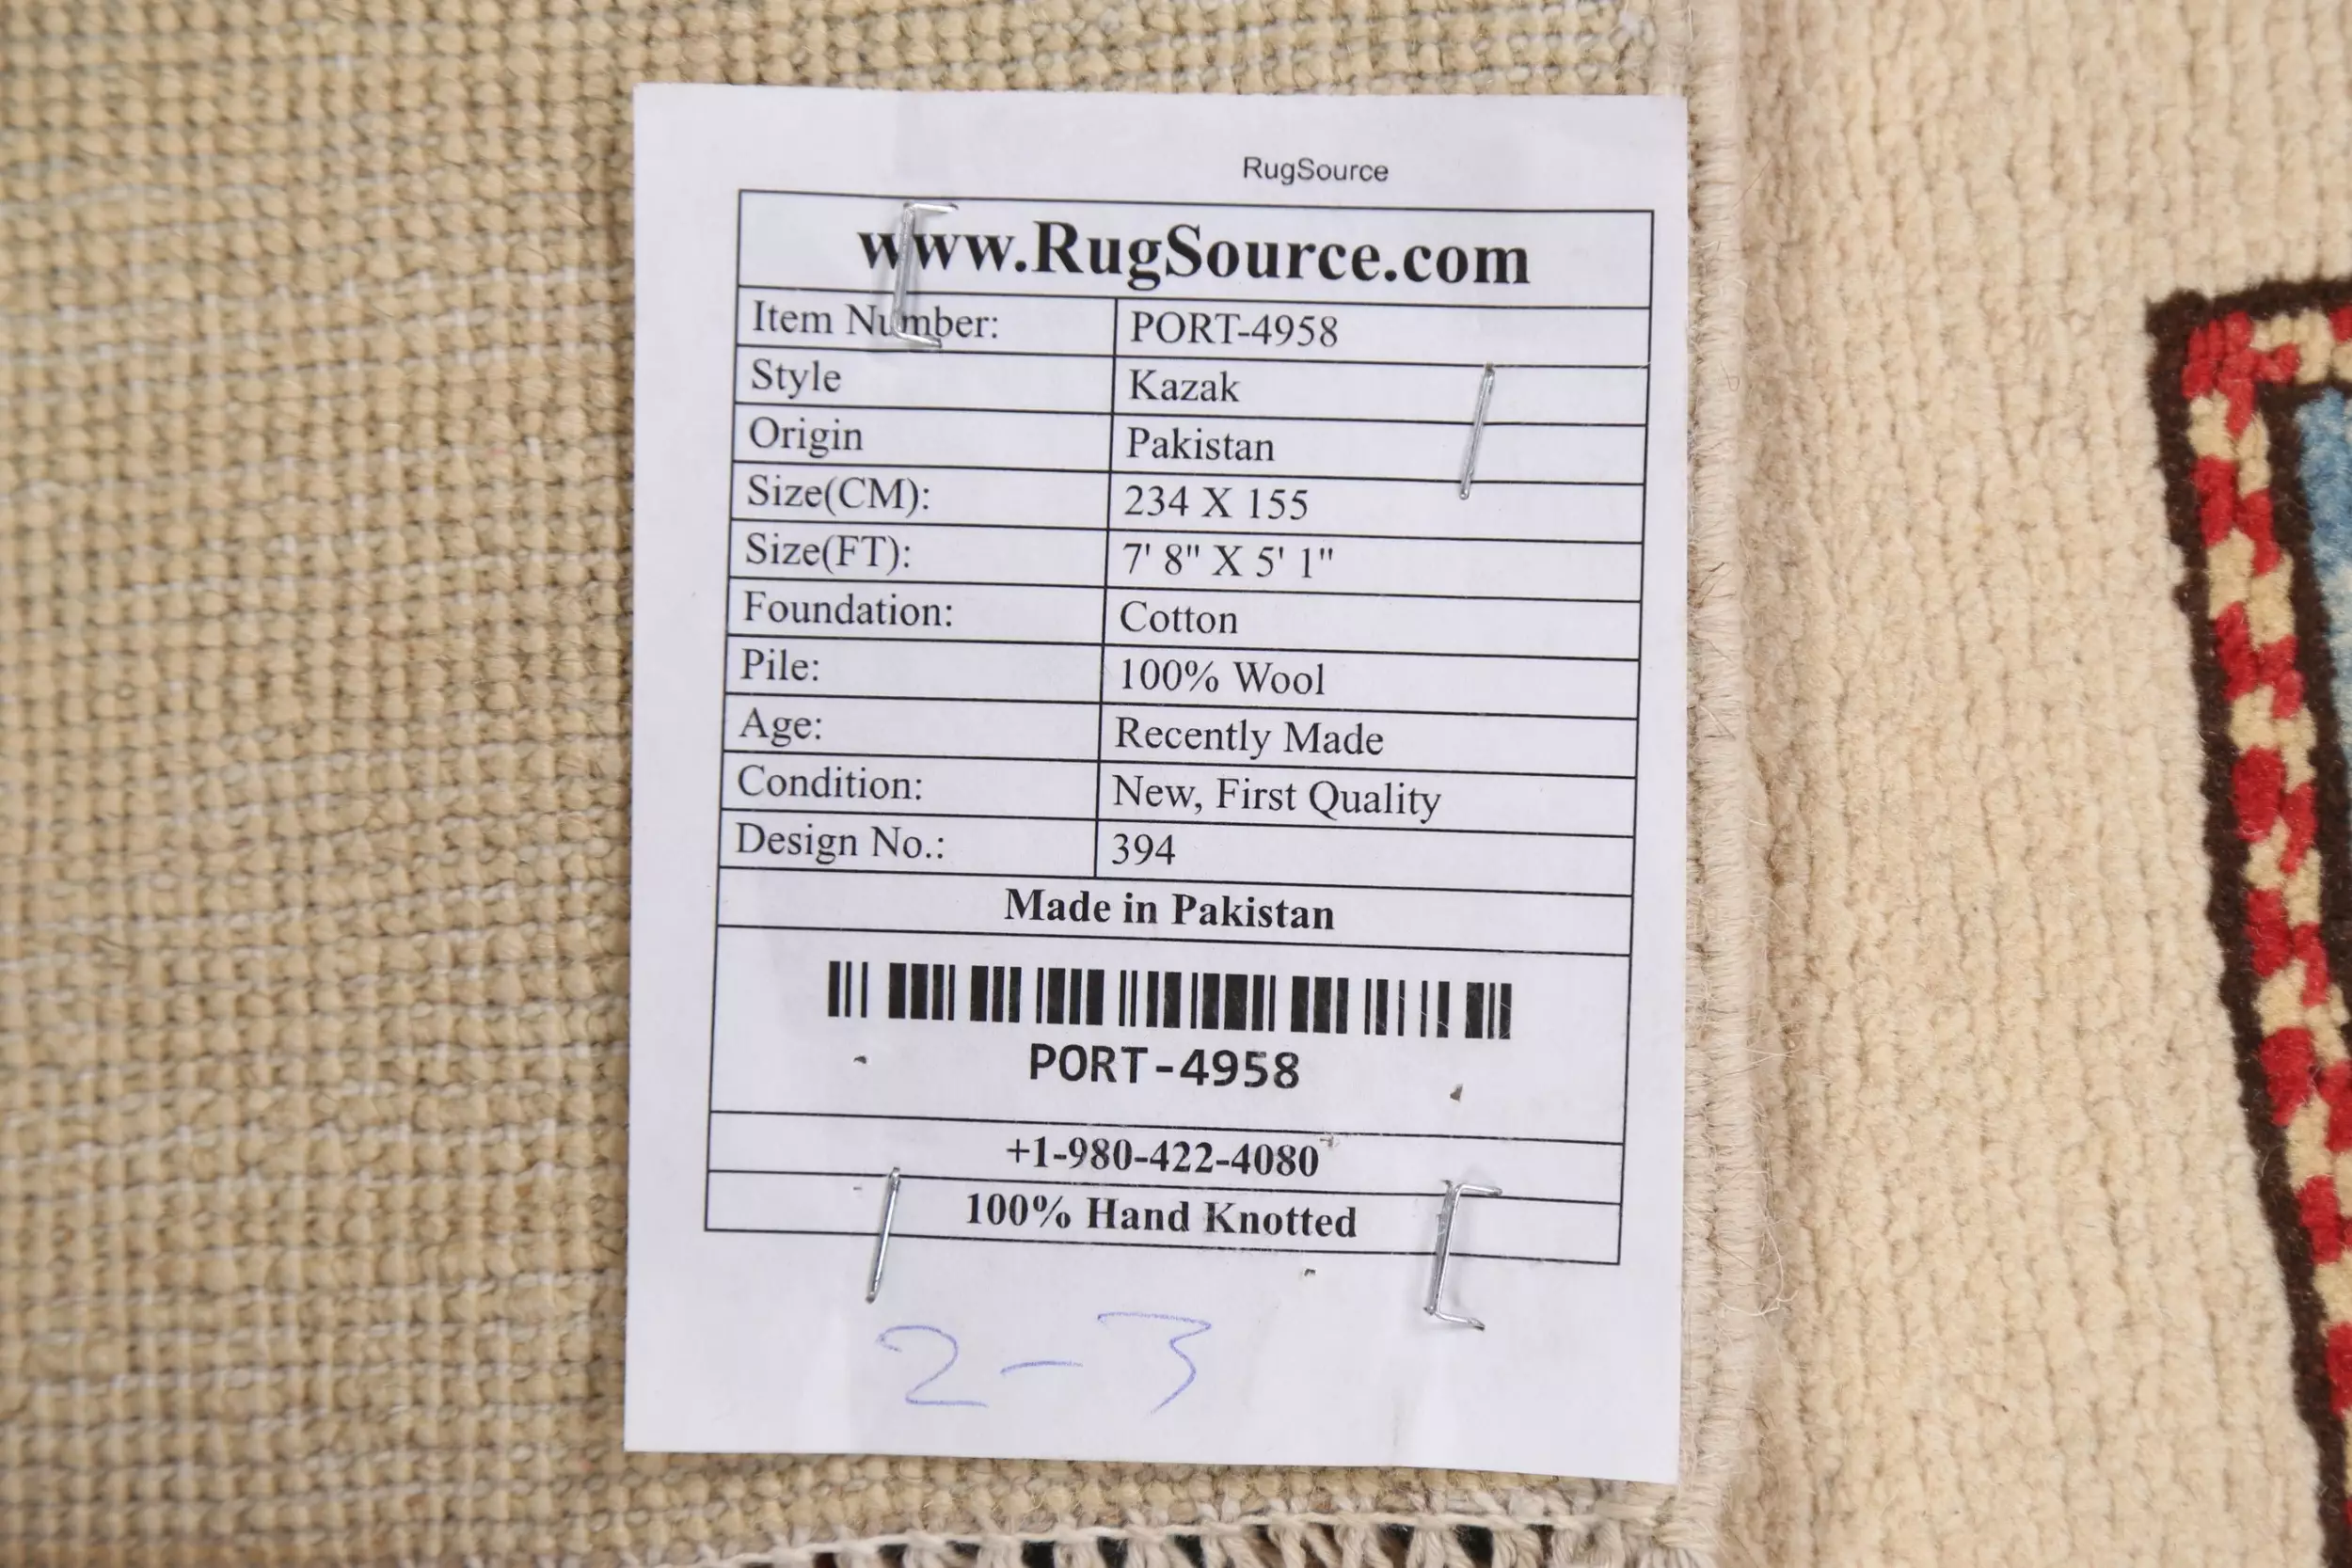 RugSource
www.RugSource.com
Item Number: PORT-4958
Style Kazak
Origin Pakistan
Size(CM): 234 X 155
Size(FT): 7' 8" X 5' 1"
Foundation: Cotton
Pile: 100% Wool
Age: Recently Made
Condition: New, First Quality
Design No.: 394
Made in Pakistan
PORT-4958
+1-980-422-4080
100% Hand Knotted
2-3